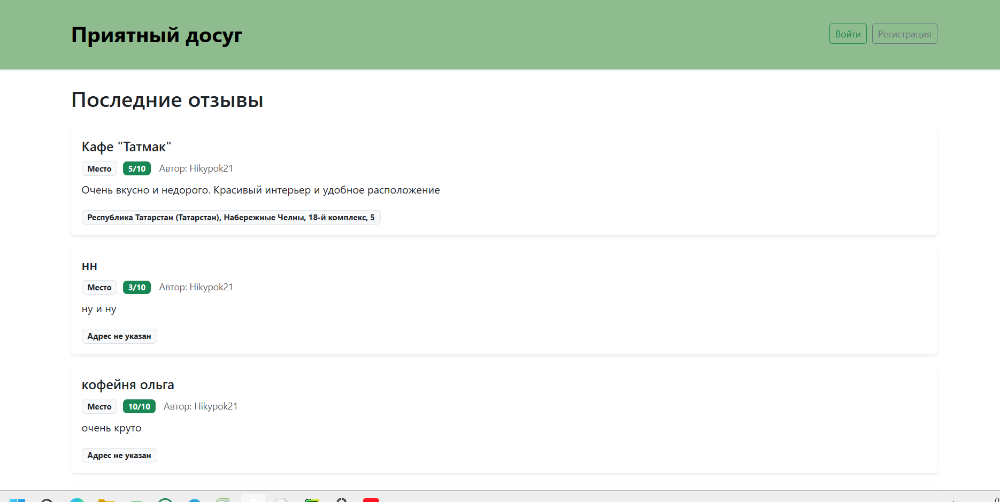 Приятный досуг
Войти
Регистрация
Последние отзывы
Кафе "Татмак"
Место 5/10 Автор: Hikypok21
Очень вкусно и недорого. Красивый интерьер и удобное расположение
Республика Татарстан (Татарстан), Набережные Челны, 18-й комплекс, 5
нн
Место 3/10 Автор: Hikypok21
ну и ну
Адрес не указан
кофейня ольга
Место 10/10 Автор: Hikypok21
очень круто
Адрес не указан